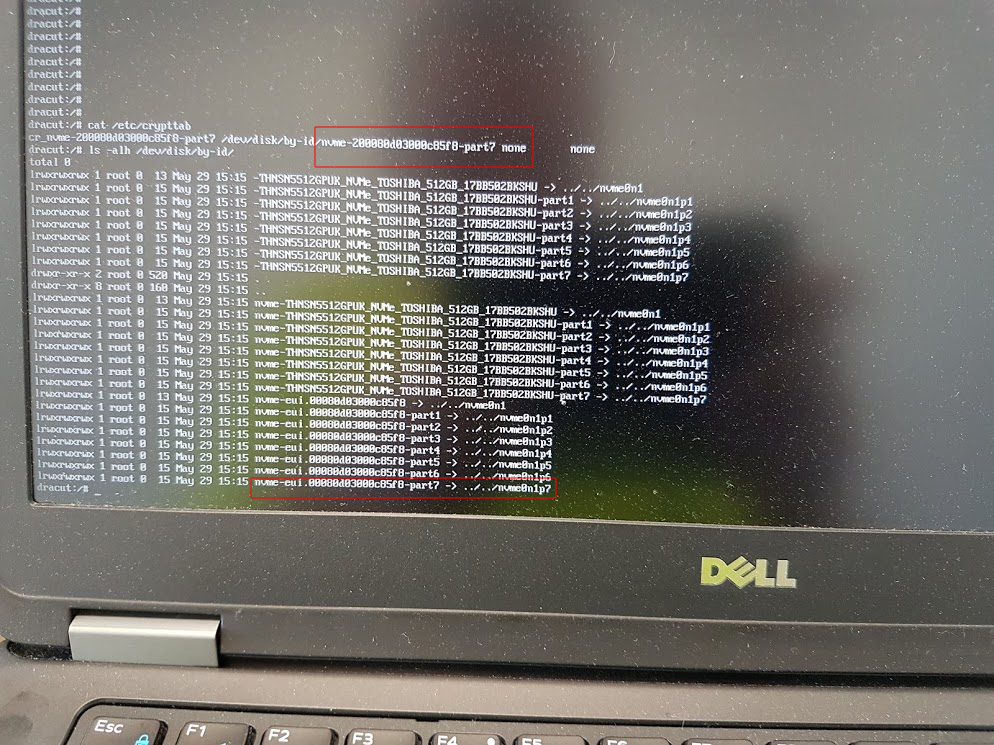 dracut:/#
dracut:/#
dracut:/#
dracut:/#
dracut:/#
dracut:/#
dracut:/#
dracut:/#
dracut:/#
dracut:/# cat /etc/crypttab
cr_nvme-200080d03000c85f8-part7 /dev/disk/by-id/nvme-200080d03000c85f8-part7 none none
dracut:/# ls -alh /dev/disk/by-id/
total 0
lrwxrwxrwx 1 root 0 13 May 29 15:15 -THNSN5512GPUK_NVMe_TOSHIBA_512GB_17BB502BKSHU -> ../../nvme0n1
lrwxrwxrwx 1 root 0 15 May 29 15:15 -THNSN5512GPUK_NVMe_TOSHIBA_512GB_17BB502BKSHU-part1 -> ../../nvme0n1p1
lrwxrwxrwx 1 root 0 15 May 29 15:15 -THNSN5512GPUK_NVMe_TOSHIBA_512GB_17BB502BKSHU-part2 -> ../../nvme0n1p2
lrwxrwxrwx 1 root 0 15 May 29 15:15 -THNSN5512GPUK_NVMe_TOSHIBA_512GB_17BB502BKSHU-part3 -> ../../nvme0n1p3
lrwxrwxrwx 1 root 0 15 May 29 15:15 -THNSN5512GPUK_NVMe_TOSHIBA_512GB_17BB502BKSHU-part4 -> ../../nvme0n1p4
lrwxrwxrwx 1 root 0 15 May 29 15:15 -THNSN5512GPUK_NVMe_TOSHIBA_512GB_17BB502BKSHU-part5 -> ../../nvme0n1p5
lrwxrwxrwx 1 root 0 15 May 29 15:15 -THNSN5512GPUK_NVMe_TOSHIBA_512GB_17BB502BKSHU-part6 -> ../../nvme0n1p6
lrwxrwxrwx 1 root 0 15 May 29 15:15 -THNSN5512GPUK_NVMe_TOSHIBA_512GB_17BB502BKSHU-part7 -> ../../nvme0n1p7
drwxr-xr-x 2 root 0 520 May 29 15:15 .
drwxr-xr-x 8 root 0 160 May 29 15:15 ..
lrwxrwxrwx 1 root 0 13 May 29 15:15 nvme-THNSN5512GPUK_NVMe_TOSHIBA_512GB_17BB502BKSHU -> ../../nvme0n1
lrwxrwxrwx 1 root 0 15 May 29 15:15 nvme-THNSN5512GPUK_NVMe_TOSHIBA_512GB_17BB502BKSHU-part1 -> ../../nvme0n1p1
lrwxrwxrwx 1 root 0 15 May 29 15:15 nvme-THNSN5512GPUK_NVMe_TOSHIBA_512GB_17BB502BKSHU-part2 -> ../../nvme0n1p2
lrwxrwxrwx 1 root 0 15 May 29 15:15 nvme-THNSN5512GPUK_NVMe_TOSHIBA_512GB_17BB502BKSHU-part3 -> ../../nvme0n1p3
lrwxrwxrwx 1 root 0 15 May 29 15:15 nvme-THNSN5512GPUK_NVMe_TOSHIBA_512GB_17BB502BKSHU-part4 -> ../../nvme0n1p4
lrwxrwxrwx 1 root 0 15 May 29 15:15 nvme-THNSN5512GPUK_NVMe_TOSHIBA_512GB_17BB502BKSHU-part5 -> ../../nvme0n1p5
lrwxrwxrwx 1 root 0 15 May 29 15:15 nvme-THNSN5512GPUK_NVMe_TOSHIBA_512GB_17BB502BKSHU-part6 -> ../../nvme0n1p6
lrwxrwxrwx 1 root 0 15 May 29 15:15 nvme-THNSN5512GPUK_NVMe_TOSHIBA_512GB_17BB502BKSHU-part7 -> ../../nvme0n1p7
lrwxrwxrwx 1 root 0 13 May 29 15:15 nvme-eui.00080d03000c85f8 -> ../../nvme0n1
lrwxrwxrwx 1 root 0 15 May 29 15:15 nvme-eui.00080d03000c85f8-part1 -> ../../nvme0n1p1
lrwxrwxrwx 1 root 0 15 May 29 15:15 nvme-eui.00080d03000c85f8-part2 -> ../../nvme0n1p2
lrwxrwxrwx 1 root 0 15 May 29 15:15 nvme-eui.00080d03000c85f8-part3 -> ../../nvme0n1p3
lrwxrwxrwx 1 root 0 15 May 29 15:15 nvme-eui.00080d03000c85f8-part4 -> ../../nvme0n1p4
lrwxrwxrwx 1 root 0 15 May 29 15:15 nvme-eui.00080d03000c85f8-part5 -> ../../nvme0n1p5
lrwxrwxrwx 1 root 0 15 May 29 15:15 nvme-eui.00080d03000c85f8-part6 -> ../../nvme0n1p6
lrwxrwxrwx 1 root 0 15 May 29 15:15 nvme-eui.00080d03000c85f8-part7 -> ../../nvme0n1p7
dracut:/# _
DELL
Esc F1 F2 F3 F4 F5